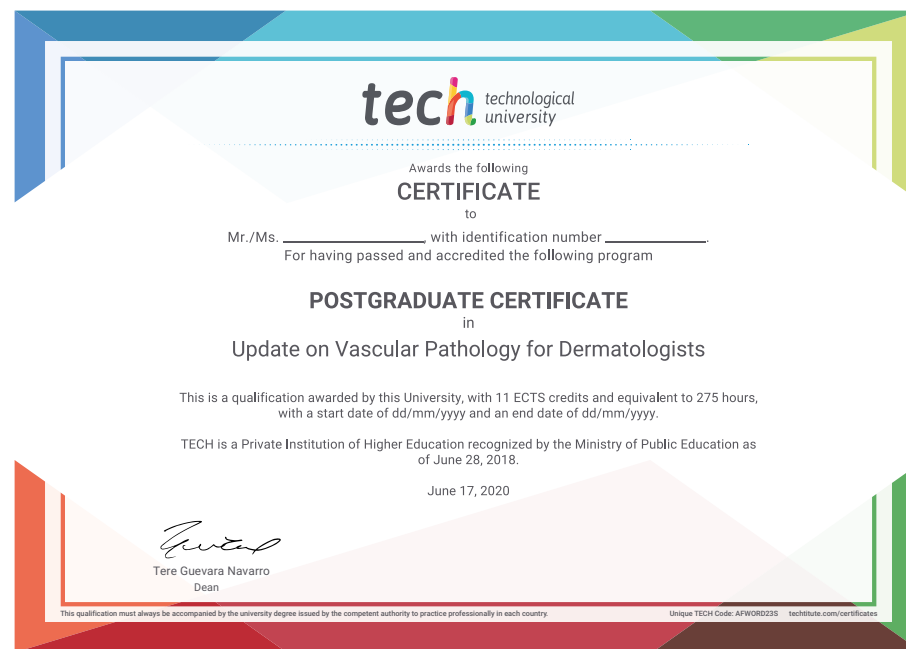 tech technological
university
Awards the following
CERTIFICATE
to
Mr./Ms. ____________, with identification number ____________.
For having passed and accredited the following program
POSTGRADUATE CERTIFICATE
in
Update on Vascular Pathology for Dermatologists
This is a qualification awarded by this University, with 11 ECTS credits and equivalent to 275 hours,
with a start date of dd/mm/yyyy and an end date of dd/mm/yyyy.
TECH is a Private Institution of Higher Education recognized by the Ministry of Public Education as
of June 28, 2018.
June 17, 2020
Tere Guevara Navarro
Dean
This qualification must always be accompanied by the university degree issued by the competent authority to practice professionally in each country.
Unique TECH Code: AFWORD23S techtitute.com/certificates